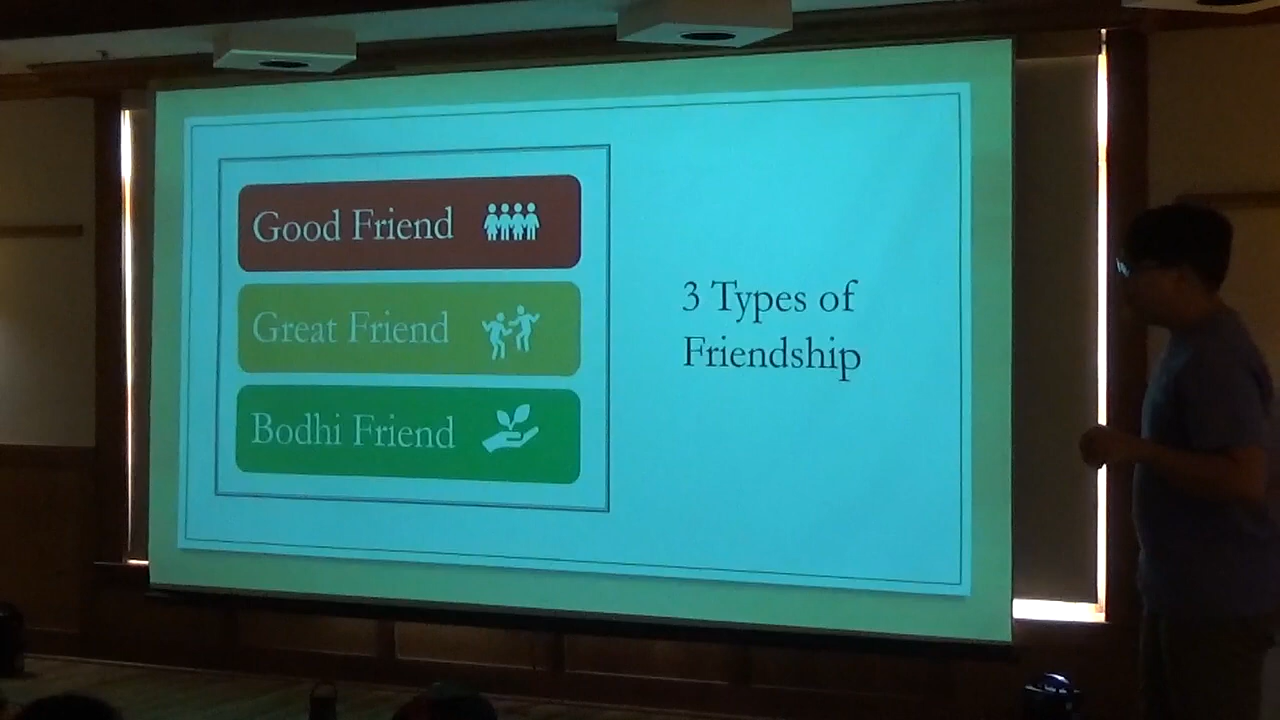 Good Friend
Great Friend
Bodhi Friend
3 Types of
Friendship